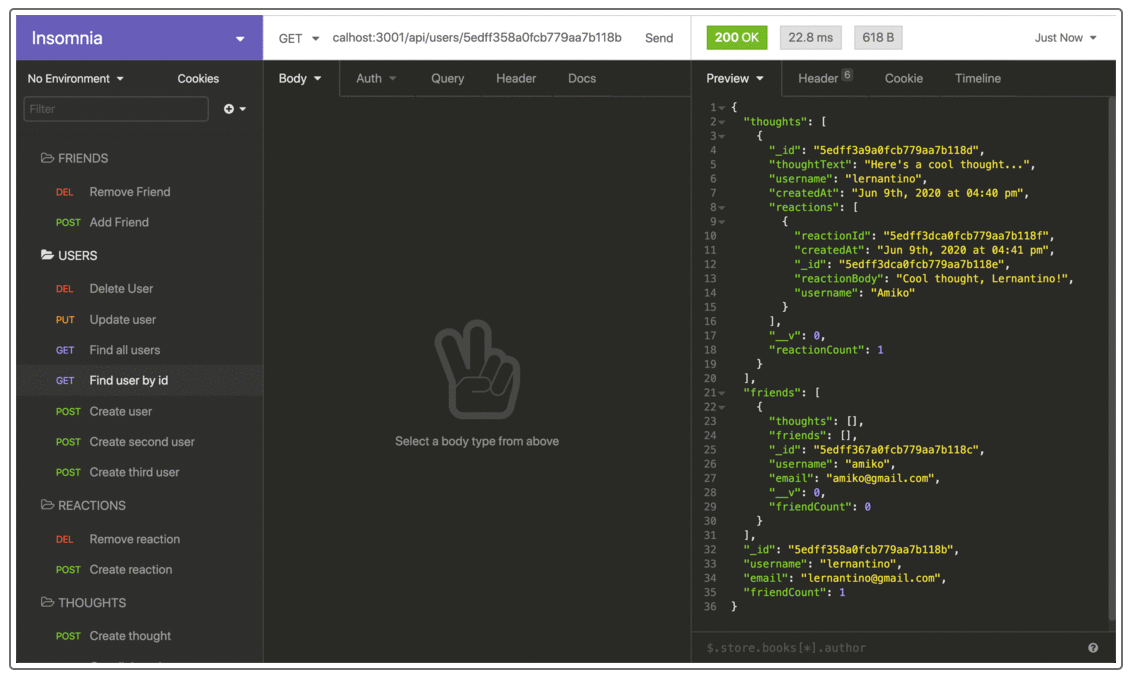 Insomnia
GET calhost:3001/api/users/5edff358a0fcb779aa7b118b Send
200 OK 22.8 ms 618 B Just Now
No Environment Cookies
Body Auth Query Header Docs
Preview Header 6 Cookie Timeline
Filter
FRIENDS
DEL Remove Friend
POST Add Friend
USERS
DEL Delete User
PUT Update user
GET Find all users
GET Find user by id
POST Create user
POST Create second user
POST Create third user
REACTIONS
DEL Remove reaction
POST Create reaction
THOUGHTS
POST Create thought
Select a body type from above
1 {
2 "thoughts": [
3 {
4 "_id": "5edff3a9a0fcb779aa7b118d",
5 "thoughtText": "Here's a cool thought...",
6 "username": "lernantino",
7 "createdAt": "Jun 9th, 2020 at 04:40 pm",
8 "reactions": [
9 {
10 "reactionId": "5edff3dca0fcb779aa7b118f",
11 "createdAt": "Jun 9th, 2020 at 04:41 pm",
12 "_id": "5edff3dca0fcb779aa7b118e",
13 "reactionBody": "Cool thought, Lernantino!",
14 "username": "Amiko"
15 }
16 ],
17 "__v": 0,
18 "reactionCount": 1
19 }
20 ],
21 "friends": [
22 {
23 "thoughts": [],
24 "friends": [],
25 "_id": "5edff367a0fcb779aa7b118c",
26 "username": "amiko",
27 "email": "amiko@gmail.com",
28 "__v": 0,
29 "friendCount": 0
30 }
31 ],
32 "_id": "5edff358a0fcb779aa7b118b",
33 "username": "lernantino",
34 "email": "lernantino@gmail.com",
35 "friendCount": 1
36 }
$.store.books[*].author